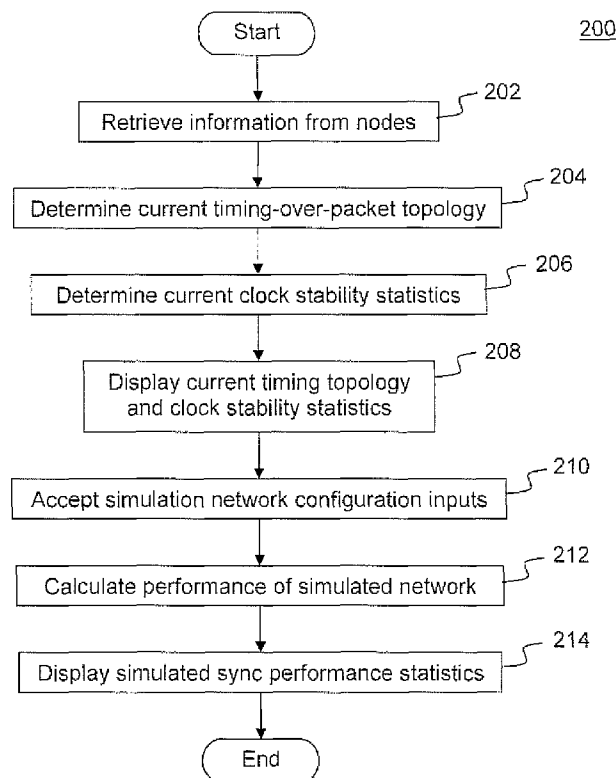 Start
200
202
Retrieve information from nodes
204
Determine current timing-over-packet topology
206
Determine current clock stability statistics
208
Display current timing topology
and clock stability statistics
210
Accept simulation network configuration inputs
212
Calculate performance of simulated network
214
Display simulated sync performance statistics
End